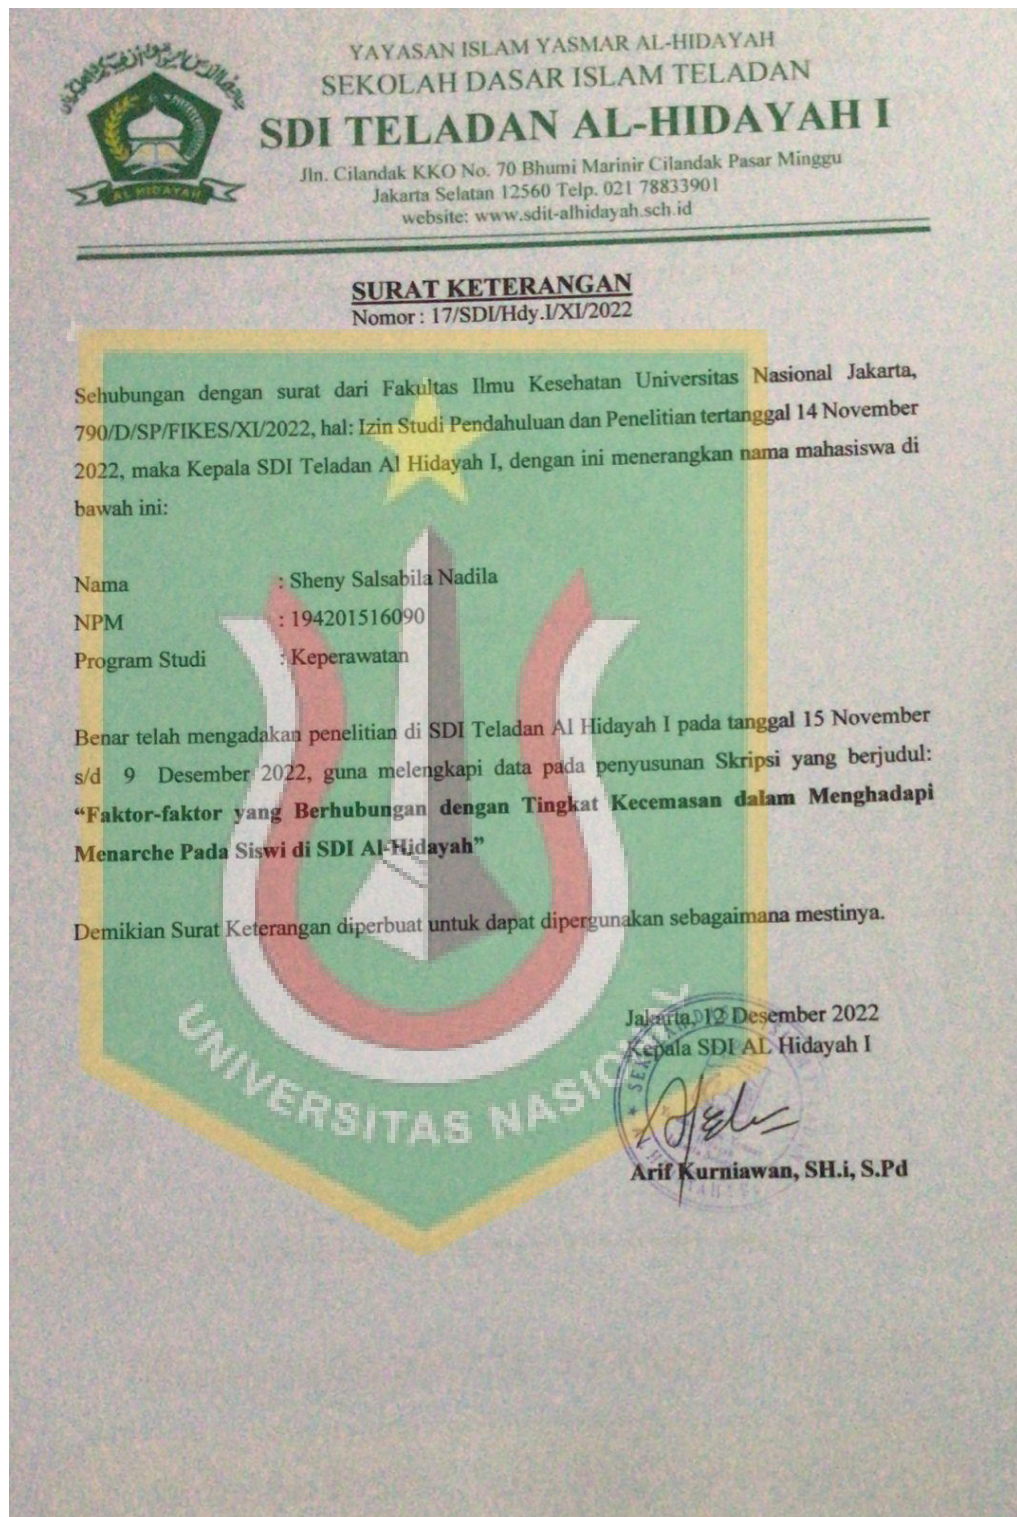 YAYASAN ISLAM YASMAR AL-HIDAYAH
SEKOLAH DASAR ISLAM TELADAN
SDI TELADAN AL-HIDAYAH I
Jln. Cilandak KKO No. 70 Bhumi Marinir Cilandak Pasar Minggu
Jakarta Selatan 12560 Telp. 021 78833901
website: www.sdit-alhidayah.sch.id
AL HIDAYAH
SURAT KETERANGAN
Nomor : 17/SDI/Hdy.I/XI/2022
Sehubungan dengan surat dari Fakultas Ilmu Kesehatan Universitas Nasional Jakarta,
790/D/SP/FIKES/XI/2022, hal: Izin Studi Pendahuluan dan Penelitian tertanggal 14 November
2022, maka Kepala SDI Teladan Al Hidayah I, dengan ini menerangkan nama mahasiswa di
bawah ini:
Nama : Sheny Salsabila Nadila
NPM : 194201516090
Program Studi : Keperawatan
Benar telah mengadakan penelitian di SDI Teladan Al Hidayah I pada tanggal 15 November
s/d 9 Desember 2022, guna melengkapi data pada penyusunan Skripsi yang berjudul:
“Faktor-faktor yang Berhubungan dengan Tingkat Kecemasan dalam Menghadapi
Menarche Pada Siswi di SDI Al-Hidayah”
Demikian Surat Keterangan diperbuat untuk dapat dipergunakan sebagaimana mestinya.
Jakarta, 12 Desember 2022
Kepala SDI AL Hidayah I
Arif Kurniawan, SH.i, S.Pd
UNIVERSITAS NASIONAL